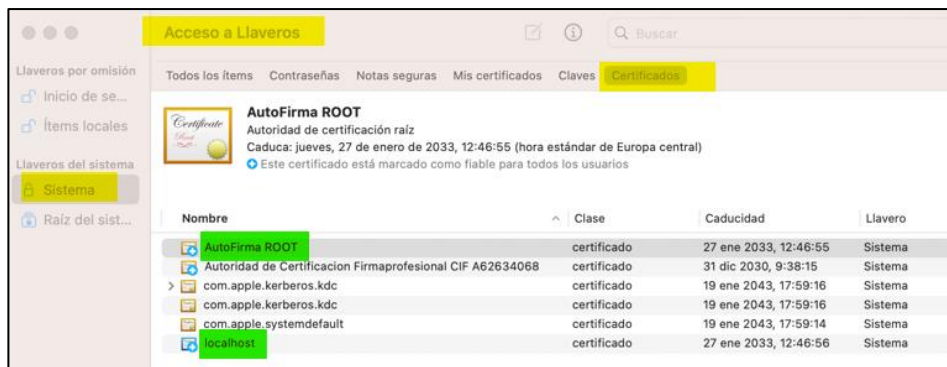 Acceso a Llaveros
Buscar
Llaveros por omisión
Inicio de se...
Ítems locales
Llaveros del sistema
Sistema
Raíz del sist...
Todos los ítems Contraseñas Notas seguras Mis certificados Claves Certificados
Certificate
Root
AutoFirma ROOT
Autoridad de certificación raíz
Caduca: jueves, 27 de enero de 2033, 12:46:55 (hora estándar de Europa central)
Este certificado está marcado como fiable para todos los usuarios
Nombre Clase Caducidad Llavero
AutoFirma ROOT certificado 27 ene 2033, 12:46:55 Sistema
Autoridad de Certificacion Firmaprofesional CIF A62634068 certificado 31 dic 2030, 9:38:15 Sistema
com.apple.kerberos.kdc certificado 19 ene 2043, 17:59:16 Sistema
com.apple.kerberos.kdc certificado 19 ene 2043, 17:59:16 Sistema
com.apple.systemdefault certificado 19 ene 2043, 17:59:14 Sistema
localhost certificado 27 ene 2033, 12:46:56 Sistema